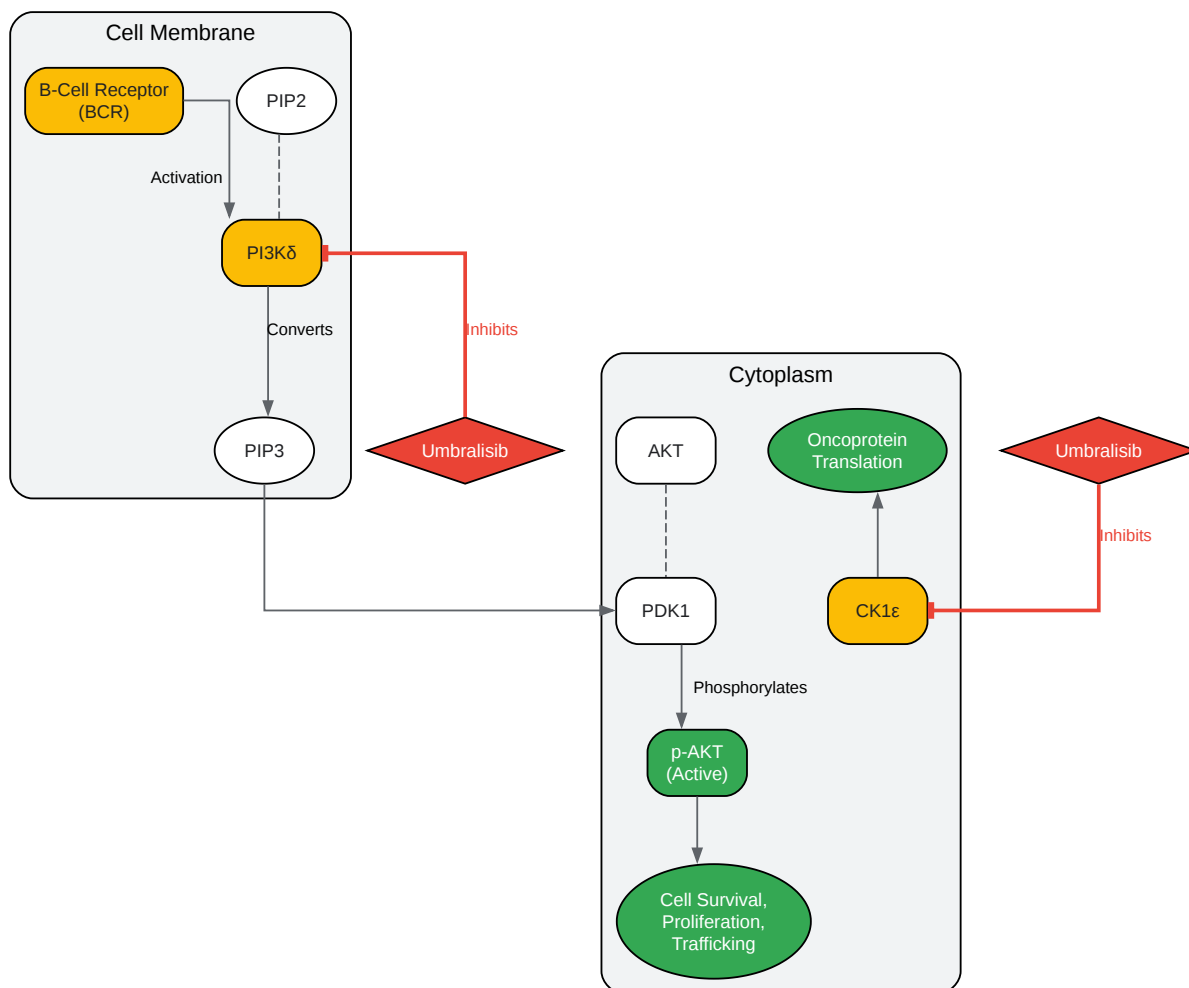 Cell Membrane
B-Cell Receptor
(BCR)
PIP2
Activation
PI3Kδ
Converts
Inhibits
PIP3
Umbralisib
Cytoplasm
AKT
Oncoprotein
Translation
Umbralisib
Inhibits
PDK1
CK1ε
Phosphorylates
p-AKT
(Active)
Cell Survival,
Proliferation,
Trafficking